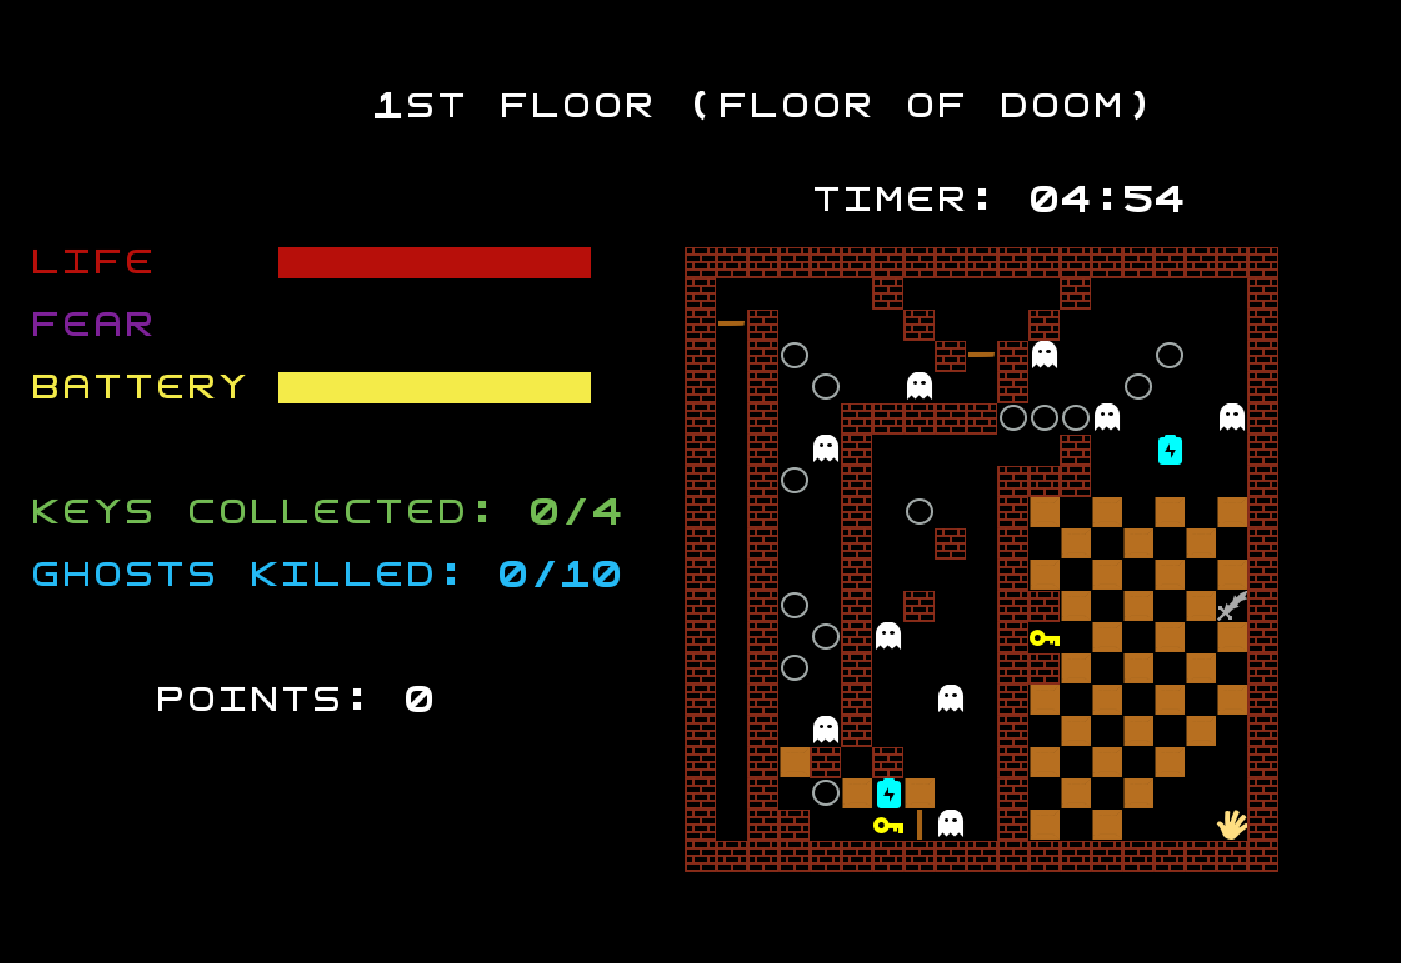 1ST FLOOR (FLOOR OF DOOM)
TIMER: 04:54
LIFE
FEAR
BATTERY
KEYS COLLECTED: 0/4
GHOSTS KILLED: 0/10
POINTS: 0